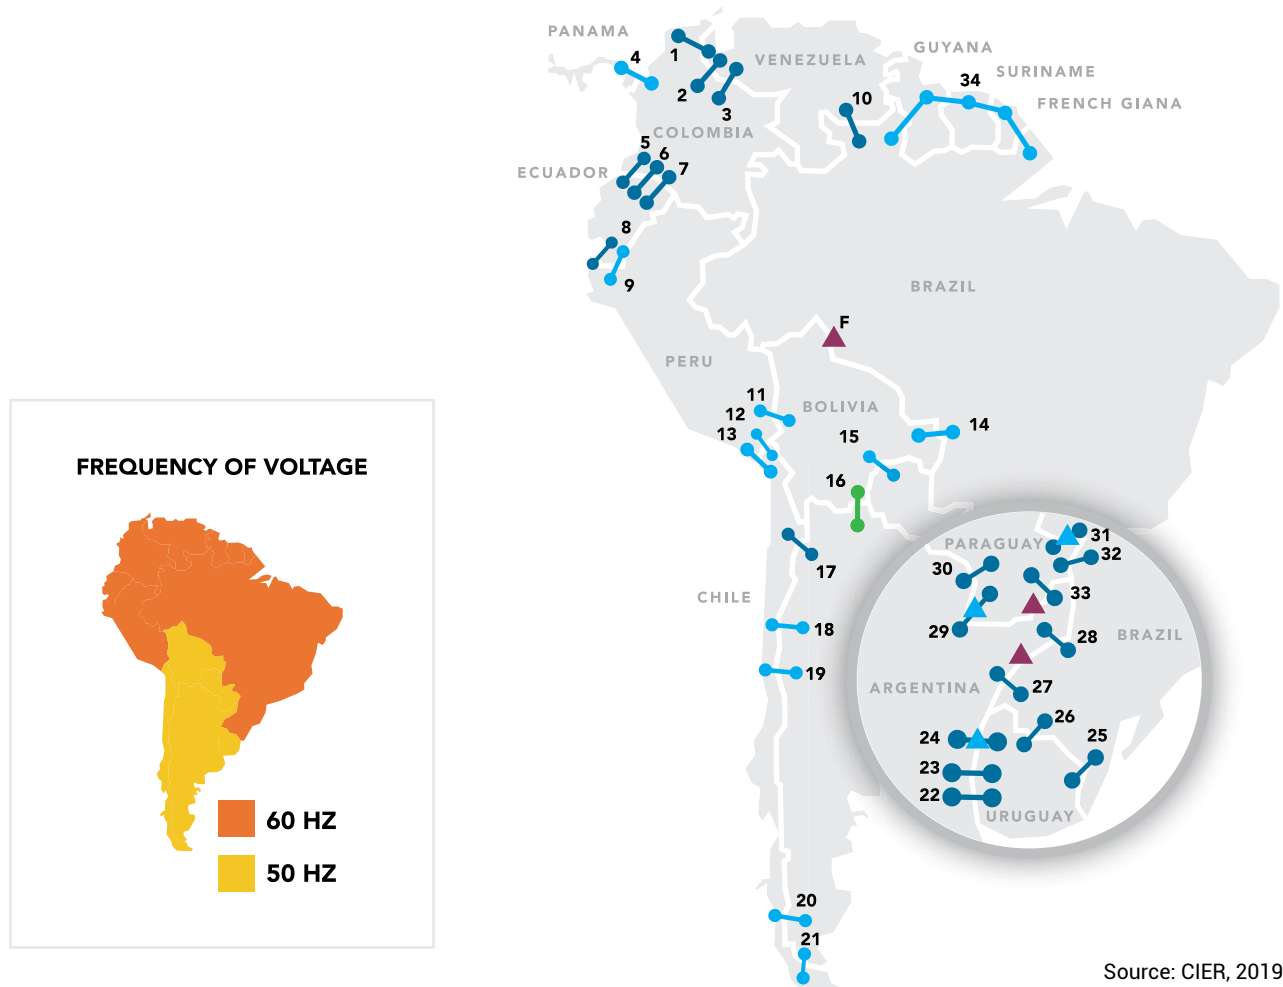 PANAMA
4
1
2
3
VENEZUELA
GUYANA
SURINAME
34
FRENCH GIANA
10
COLOMBIA
5
6
7
ECUADOR
8
9
BRAZIL
F
PERU
11
12
13
BOLIVIA
14
15
16
17
CHILE
18
19
20
21
PARAGUAY
31
32
30
33
29
28
BRAZIL
ARGENTINA
27
26
25
24
23
22
URUGUAY
FREQUENCY OF VOLTAGE
60 HZ
50 HZ
Source: CIER, 2019